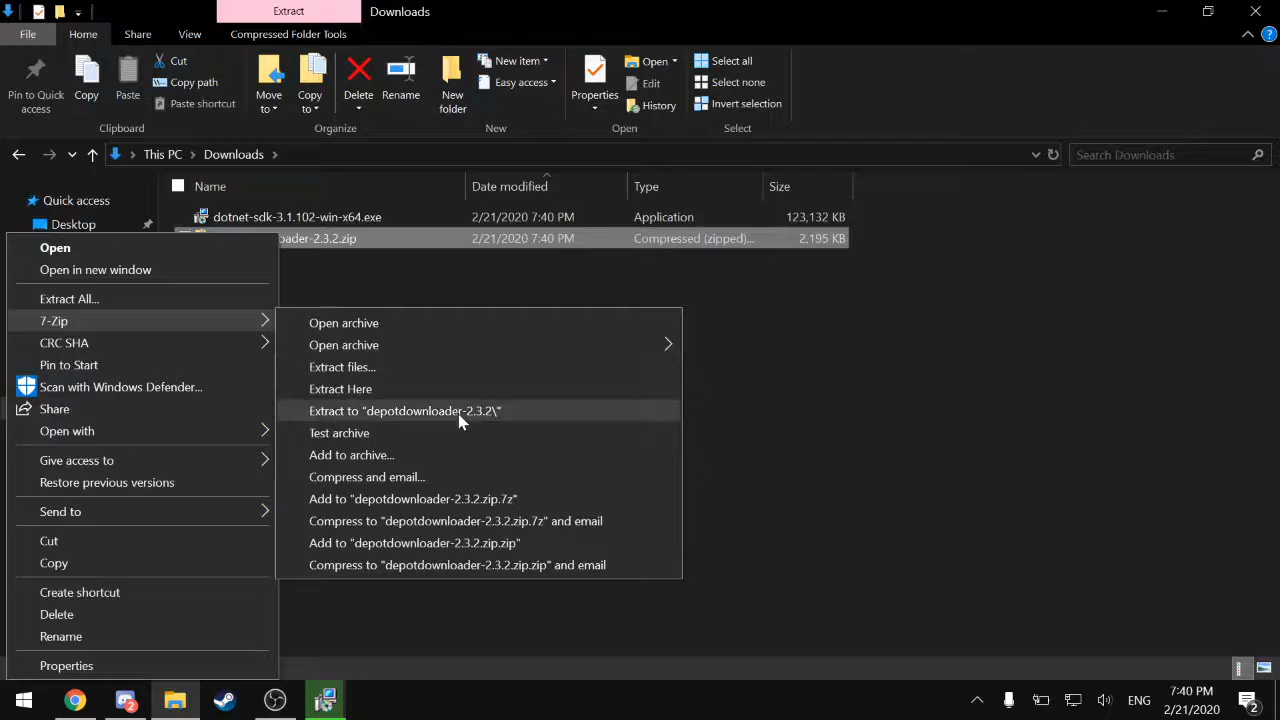 Extract
Downloads
File
Home
Share
View
Compressed Folder Tools
Pin to Quick
access
Copy
Paste
Cut
Copy path
Paste shortcut
Clipboard
Move
to
Copy
to
Delete
Rename
Organize
New
folder
New item
Easy access
New
Properties
Open
Edit
History
Open
Select all
Select none
Invert selection
Select
This PC
Downloads
Search Downloads
Quick access
Desktop
Name
Date modified
Type
Size
dotnet-sdk-3.1.102-win-x64.exe
2/21/2020 7:40 PM
Application
123,132 KB
oader-2.3.2.zip
2/21/2020 7:40 PM
Compressed (zipped)...
2,195 KB
Open
Open in new window
Extract All...
7-Zip
CRC SHA
Pin to Start
Scan with Windows Defender...
Share
Open with
Give access to
Restore previous versions
Send to
Cut
Copy
Create shortcut
Delete
Rename
Properties
Open archive
Open archive
Extract files...
Extract Here
Extract to "depotdownloader-2.3.2\"
Test archive
Add to archive...
Compress and email...
Add to "depotdownloader-2.3.2.zip.7z"
Compress to "depotdownloader-2.3.2.zip.7z" and email
Add to "depotdownloader-2.3.2.zip.zip"
Compress to "depotdownloader-2.3.2.zip.zip" and email
2
ENG
7:40 PM
2/21/2020
2